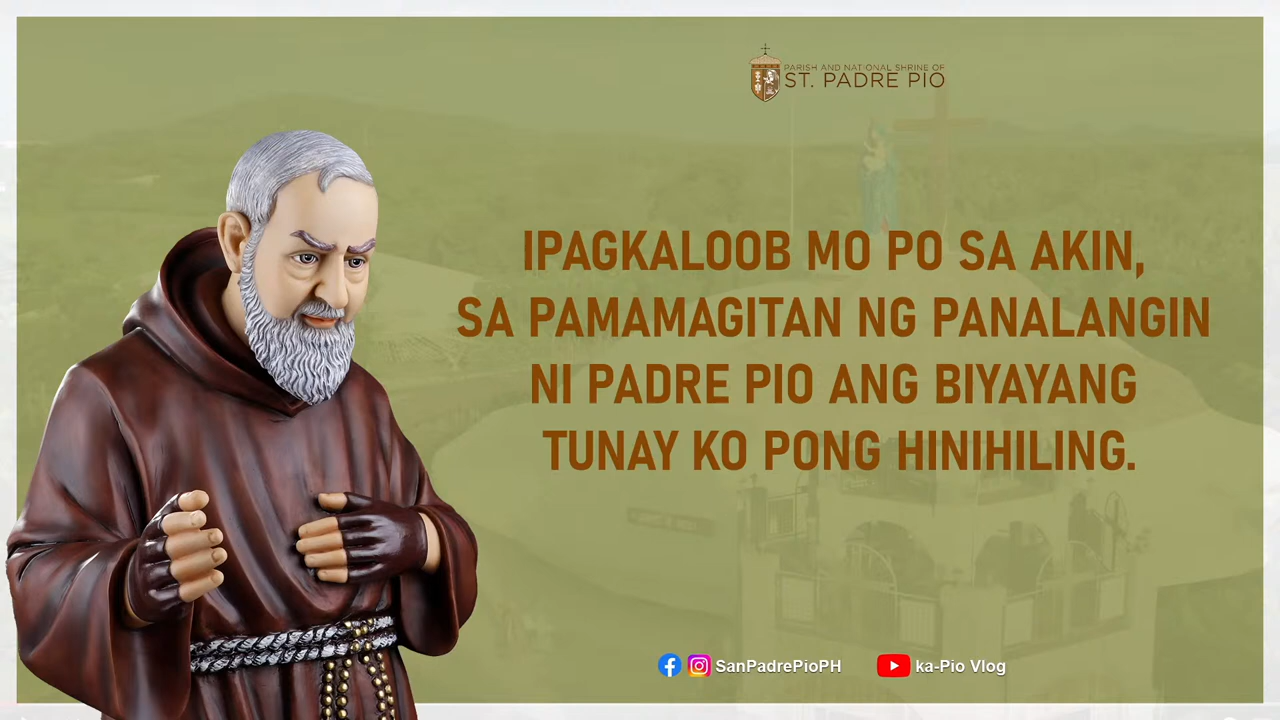 PARISH AND NATIONAL SHRINE OF
ST. PADRE PIO
IPAGKALOOB MO PO SA AKIN,
SA PAMAMAGITAN NG PANALANGIN
NI PADRE PIO ANG BIYAYANG
TUNAY KO PONG HINIHILING.
SanPadrePioPH
ka-Pio Vlog